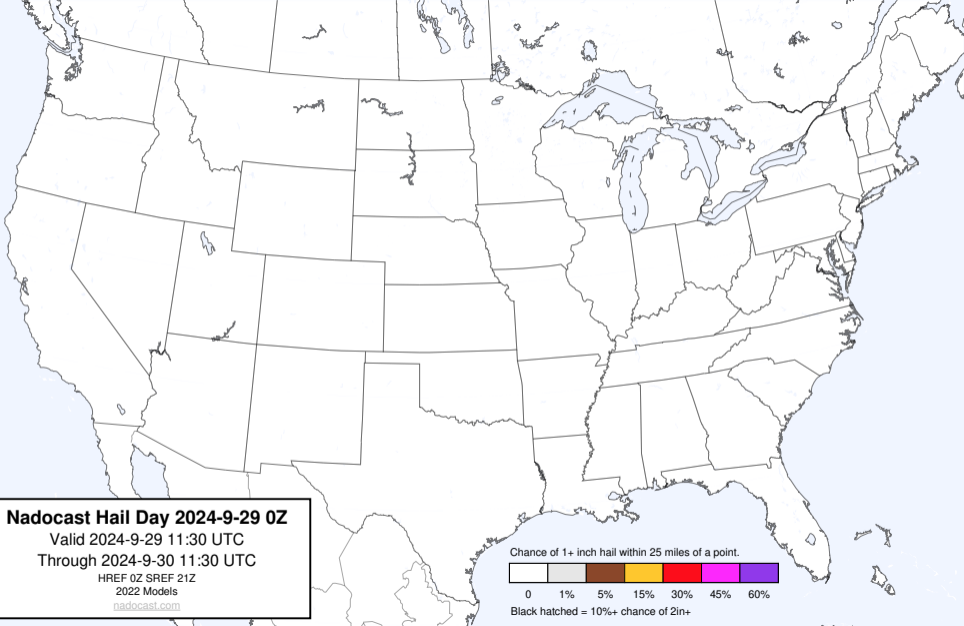 Nadocast Hail Day 2024-9-29 0Z
Valid 2024-9-29 11:30 UTC
Through 2024-9-30 11:30 UTC
HREF 0Z SREF 21Z
2022 Models
nadocast.com
Chance of 1+ inch hail within 25 miles of a point.
0 1% 5% 15% 30% 45% 60%
Black hatched = 10%+ chance of 2in+